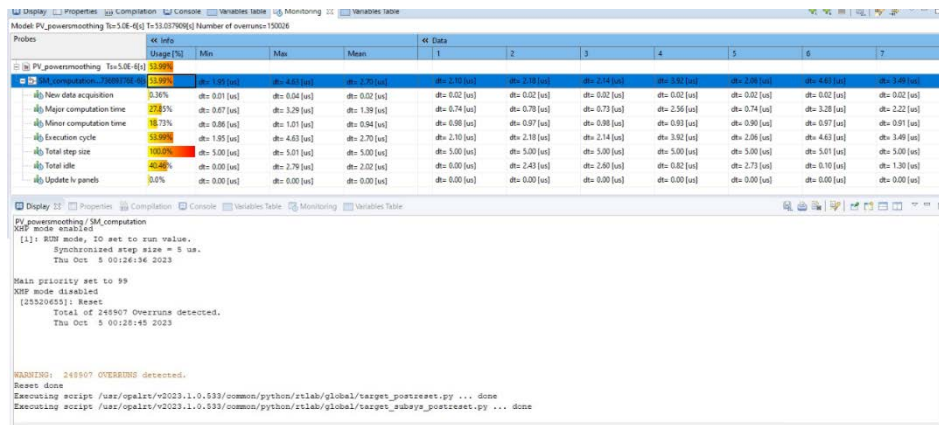 Display Properties Compilation Console Variables Table Monitoring Variables Table
Model: PV_powersmoothing Ts=5.0E-6[s] T=53.037909[s] Number of overruns=150026
Probes << Info << Data
Usage [%] Min Max Mean 1 2 3 4 5 6 7
PV_powersmoothing Ts=5.0E-6[s] 53.99%
SM_computation... 53.99% dt= 1.95 [us] dt= 4.63 [us] dt= 2.70 [us] dt= 2.10 [us] dt= 2.18 [us] dt= 2.14 [us] dt= 3.92 [us] dt= 2.06 [us] dt= 4.63 [us] dt= 3.49 [us]
New data acquisition 0.36% dt= 0.01 [us] dt= 0.04 [us] dt= 0.02 [us] dt= 0.02 [us] dt= 0.02 [us] dt= 0.02 [us] dt= 0.02 [us] dt= 0.02 [us] dt= 0.02 [us] dt= 0.02 [us]
Major computation time 27.85% dt= 0.67 [us] dt= 3.29 [us] dt= 1.39 [us] dt= 0.74 [us] dt= 0.78 [us] dt= 0.73 [us] dt= 2.56 [us] dt= 0.74 [us] dt= 3.28 [us] dt= 2.22 [us]
Minor computation time 18.73% dt= 0.86 [us] dt= 1.01 [us] dt= 0.94 [us] dt= 0.98 [us] dt= 0.97 [us] dt= 0.98 [us] dt= 0.93 [us] dt= 0.90 [us] dt= 0.97 [us] dt= 0.91 [us]
Execution cycle 53.99% dt= 1.95 [us] dt= 4.63 [us] dt= 2.70 [us] dt= 2.10 [us] dt= 2.18 [us] dt= 2.14 [us] dt= 3.92 [us] dt= 2.06 [us] dt= 4.63 [us] dt= 3.49 [us]
Total step size 100.0% dt= 5.00 [us] dt= 5.01 [us] dt= 5.00 [us] dt= 5.00 [us] dt= 5.00 [us] dt= 5.00 [us] dt= 5.00 [us] dt= 5.00 [us] dt= 5.01 [us] dt= 5.00 [us]
Total idle 40.46% dt= 0.00 [us] dt= 2.79 [us] dt= 2.02 [us] dt= 0.00 [us] dt= 2.43 [us] dt= 2.60 [us] dt= 0.82 [us] dt= 2.73 [us] dt= 0.10 [us] dt= 1.30 [us]
Update lv panels 0.0% dt= 0.00 [us] dt= 0.00 [us] dt= 0.00 [us] dt= 0.00 [us] dt= 0.00 [us] dt= 0.00 [us] dt= 0.00 [us] dt= 0.00 [us] dt= 0.00 [us] dt= 0.00 [us]
Display Properties Compilation Console Variables Table Monitoring Variables Table
PV_powersmoothing / SM_computation
XHP mode enabled
[1]: RUN mode, IO set to run value.
Synchronized step size = 5 us.
Thu Oct 5 00:26:36 2023
Main priority set to 99
XHP mode disabled
[25520655]: Reset
Total of 248907 Overruns detected.
Thu Oct 5 00:28:45 2023
WARNING: 248907 OVERRUNS detected.
Reset done
Executing script /usr/opalrt/v2023.1.0.533/common/python/rtlab/global/target_postreset.py ... done
Executing script /usr/opalrt/v2023.1.0.533/common/python/rtlab/global/target_subsys_postreset.py ... done